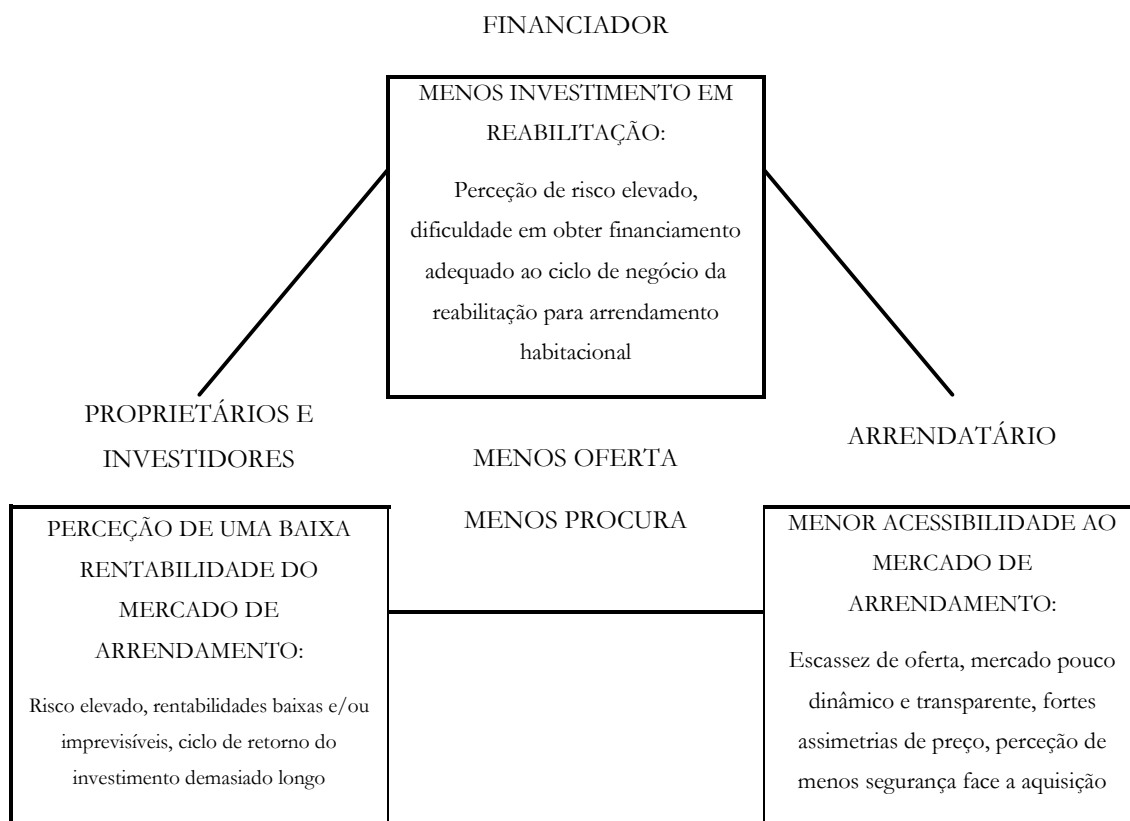 FINANCIADOR
MENOS INVESTIMENTO EM
REABILITAÇÃO:
Perceção de risco elevado,
dificuldade em obter financiamento
adequado ao ciclo de negócio da
reabilitação para arrendamento
habitacional
PROPRIETÁRIOS E
INVESTIDORES
MENOS OFERTA
MENOS PROCURA
ARRENDATÁRIO
PERCEÇÃO DE UMA BAIXA
RENTABILIDADE DO
MERCADO DE
ARRENDAMENTO:
Risco elevado, rentabilidades baixas e/ou
imprevisíveis, ciclo de retorno do
investimento demasiado longo
MENOR ACESSIBILIDADE AO
MERCADO DE
ARRENDAMENTO:
Escassez de oferta, mercado pouco
dinâmico e transparente, fortes
assimetrias de preço, perceção de
menos segurança face a aquisição